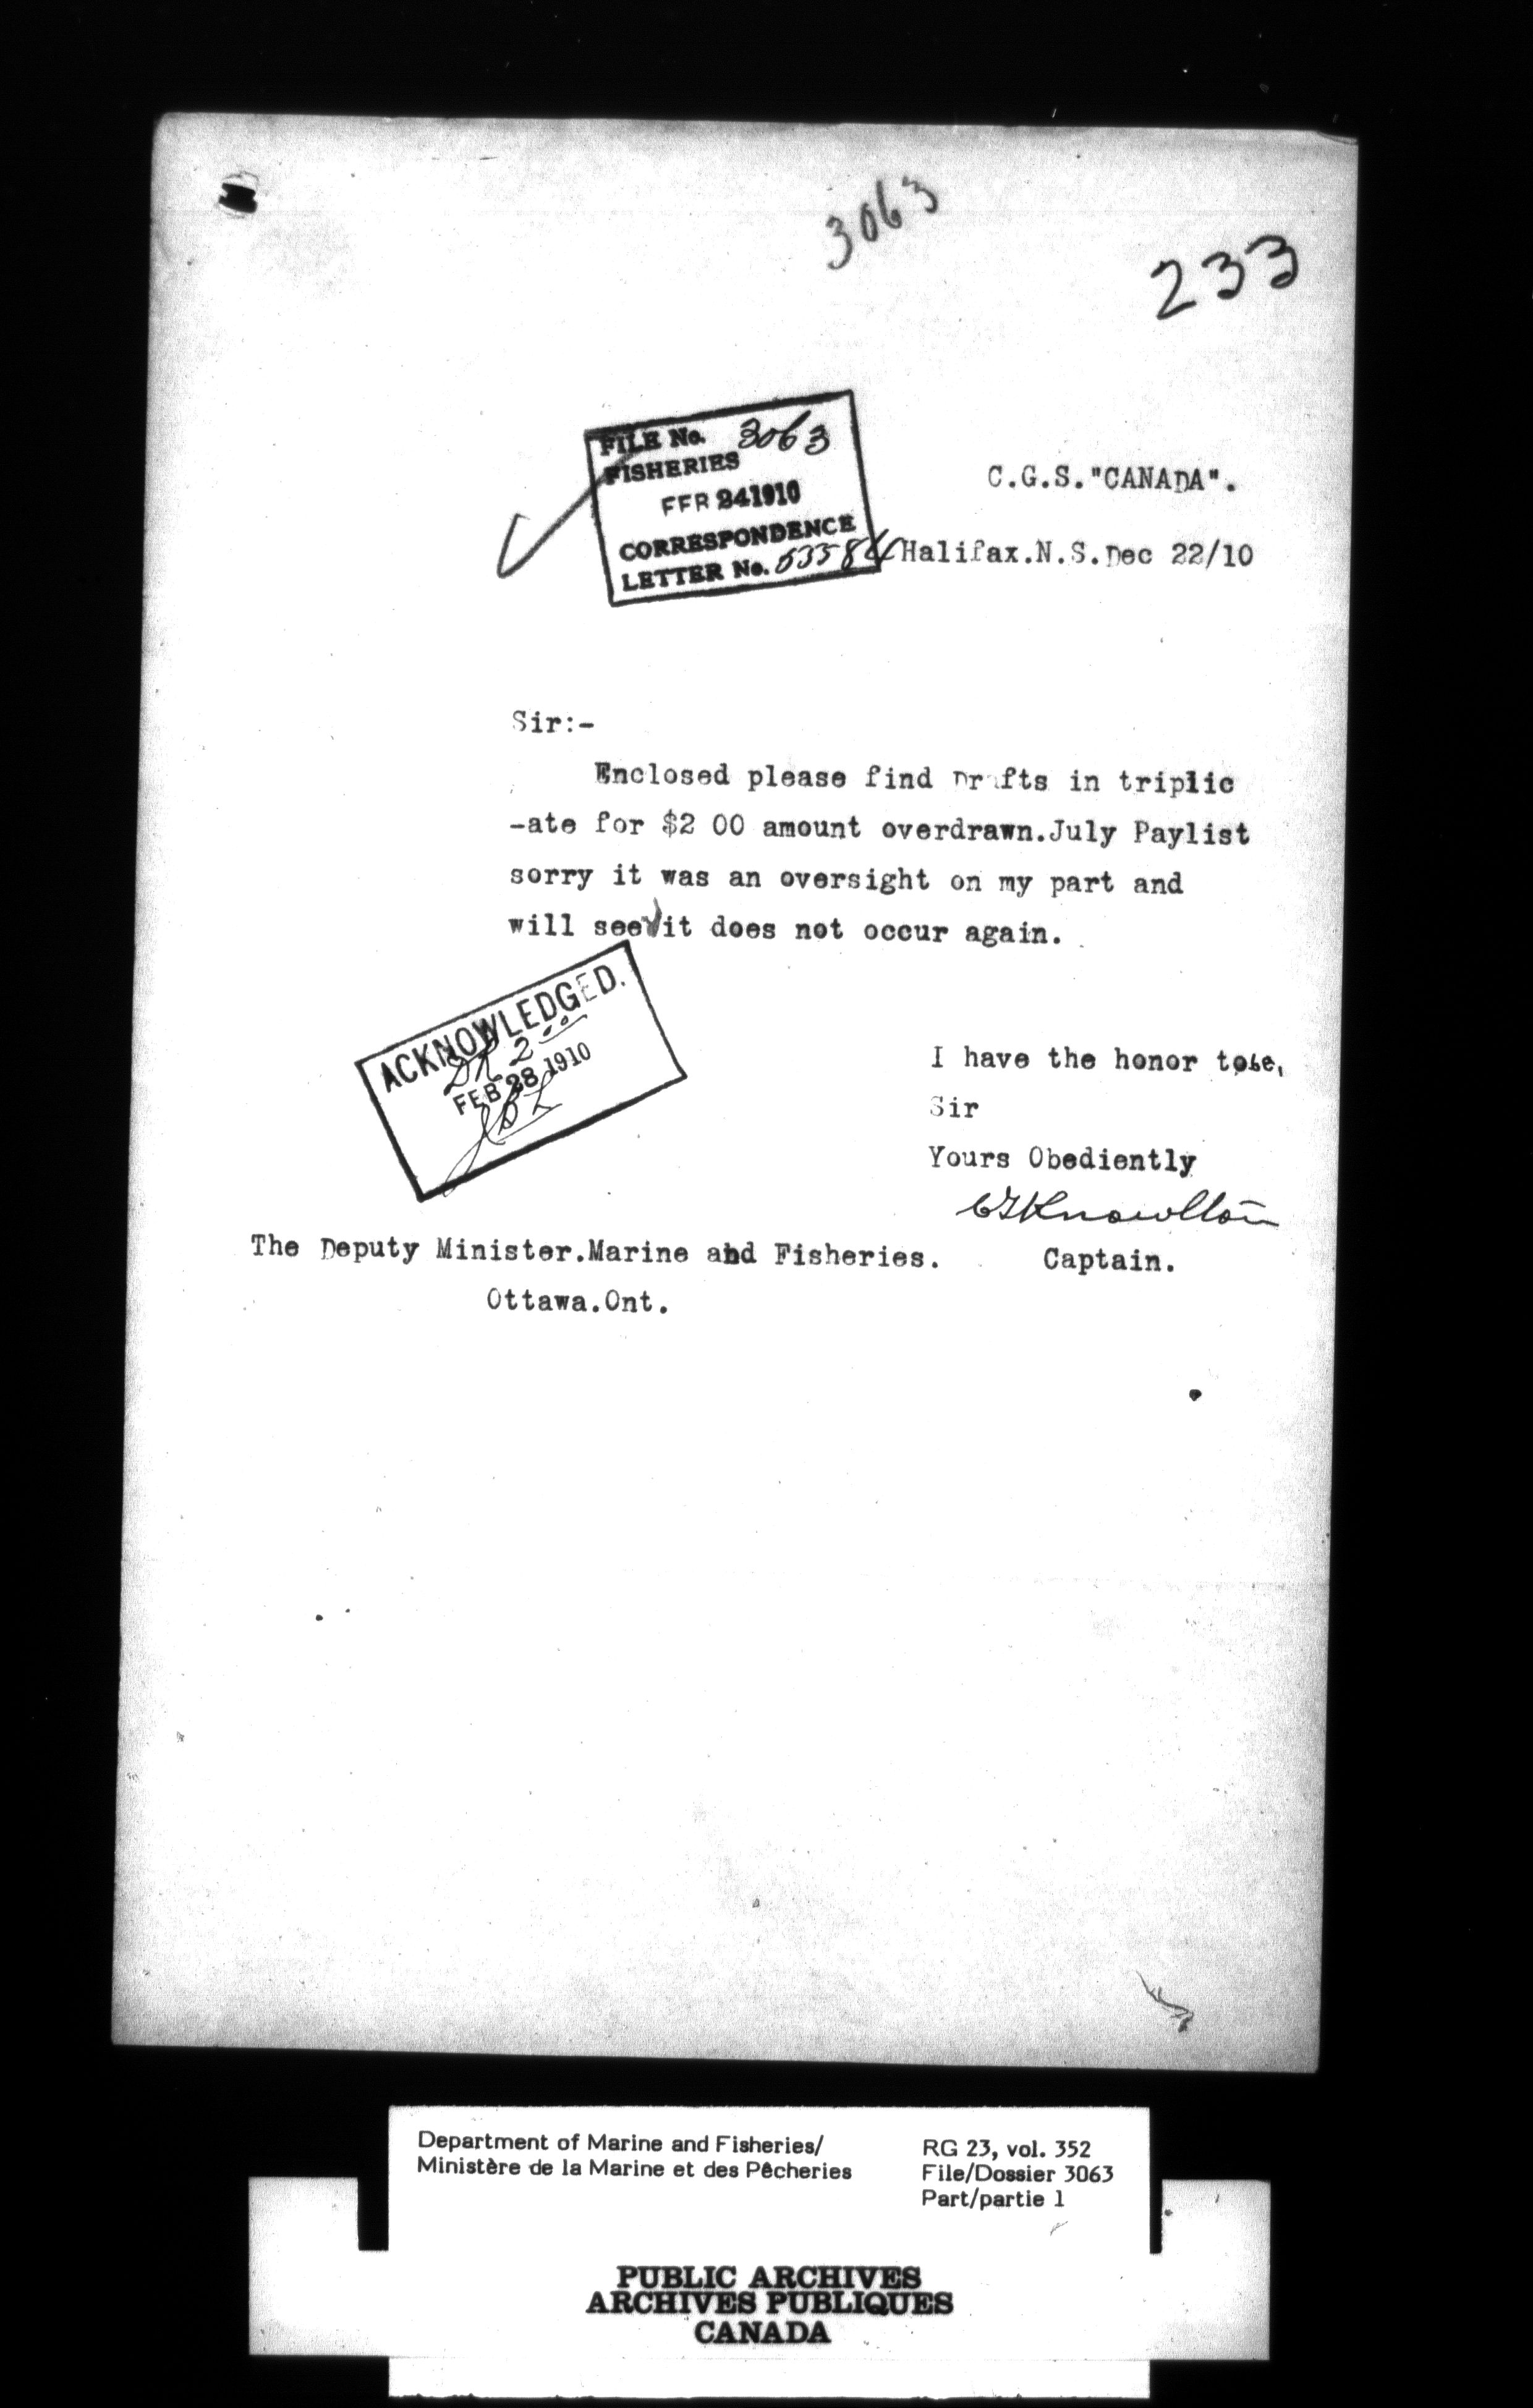 3063
233
FILE No. 3063
FISHERIES
FEB 24 1910
CORRESPONDENCE
LETTER No.
C.G.S."CANADA".
Halifax.N.S.Dec 22/10
Sir:-
Enclosed please find Drafts in triplic
-ate for $2 00 amount overdrawn.July Paylist
sorry it was an oversight on my part and
will see it does not occur again.
ACKNOWLEDGED.
2 00
FEB 28 1910
I have the honor tobe,
Sir
Yours Obediently
Knowlton
The Deputy Minister.Marine and Fisheries.
Captain.
Ottawa.Ont.
Department of Marine and Fisheries/
Ministère de la Marine et des Pêcheries
RG 23, vol. 352
File/Dossier 3063
Part/partie 1
PUBLIC ARCHIVES
ARCHIVES PUBLIQUES
CANADA